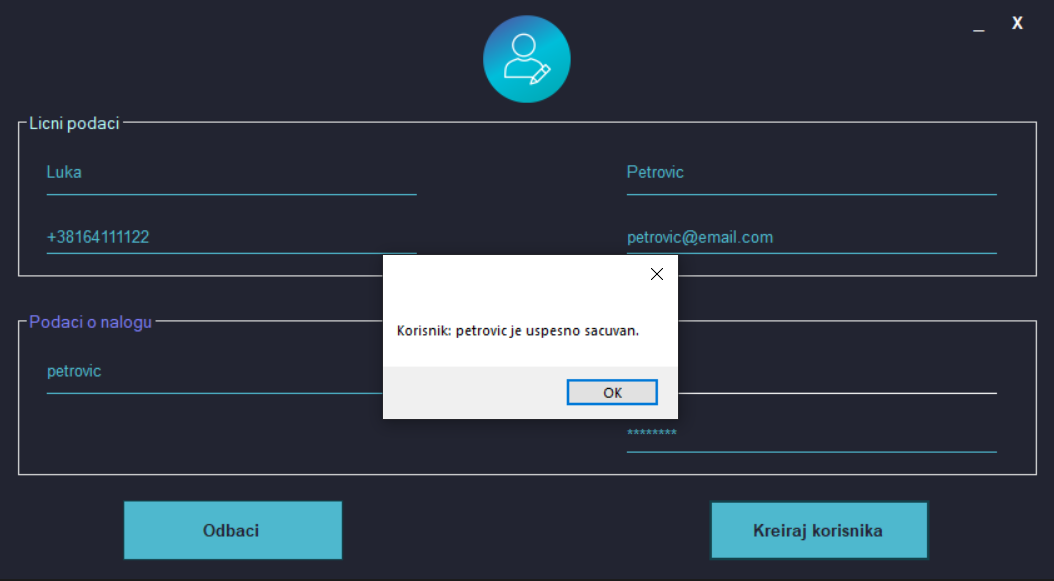 _ X
Licni podaci
Luka
Petrovic
+38164111122
petrovic@email.com
Korisnik: petrovic je uspesno sacuvan.
OK
Podaci o nalogu
petrovic
********
Odbaci
Kreiraj korisnika